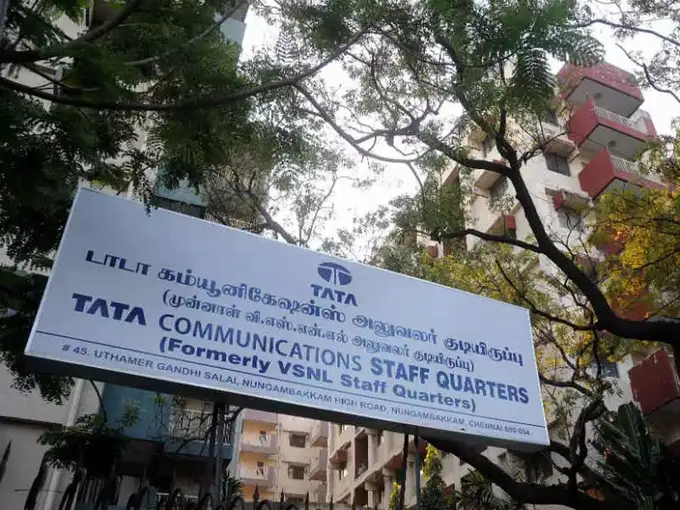 TATA
டாடா கம்யூனிகேஷன்ஸ் அலுவலர் குடியிருப்பு
(முன்னாள் வி.எஸ்.என்.எல் அலுவலர் குடியிருப்பு)
TATA COMMUNICATIONS STAFF QUARTERS
(Formerly VSNL Staff Quarters)
# 45, UTHAMER GANDHI SALAI, NUNGAMBAKKAM HIGH ROAD, NUNGAMBAKKAM, CHENNAI 600 034